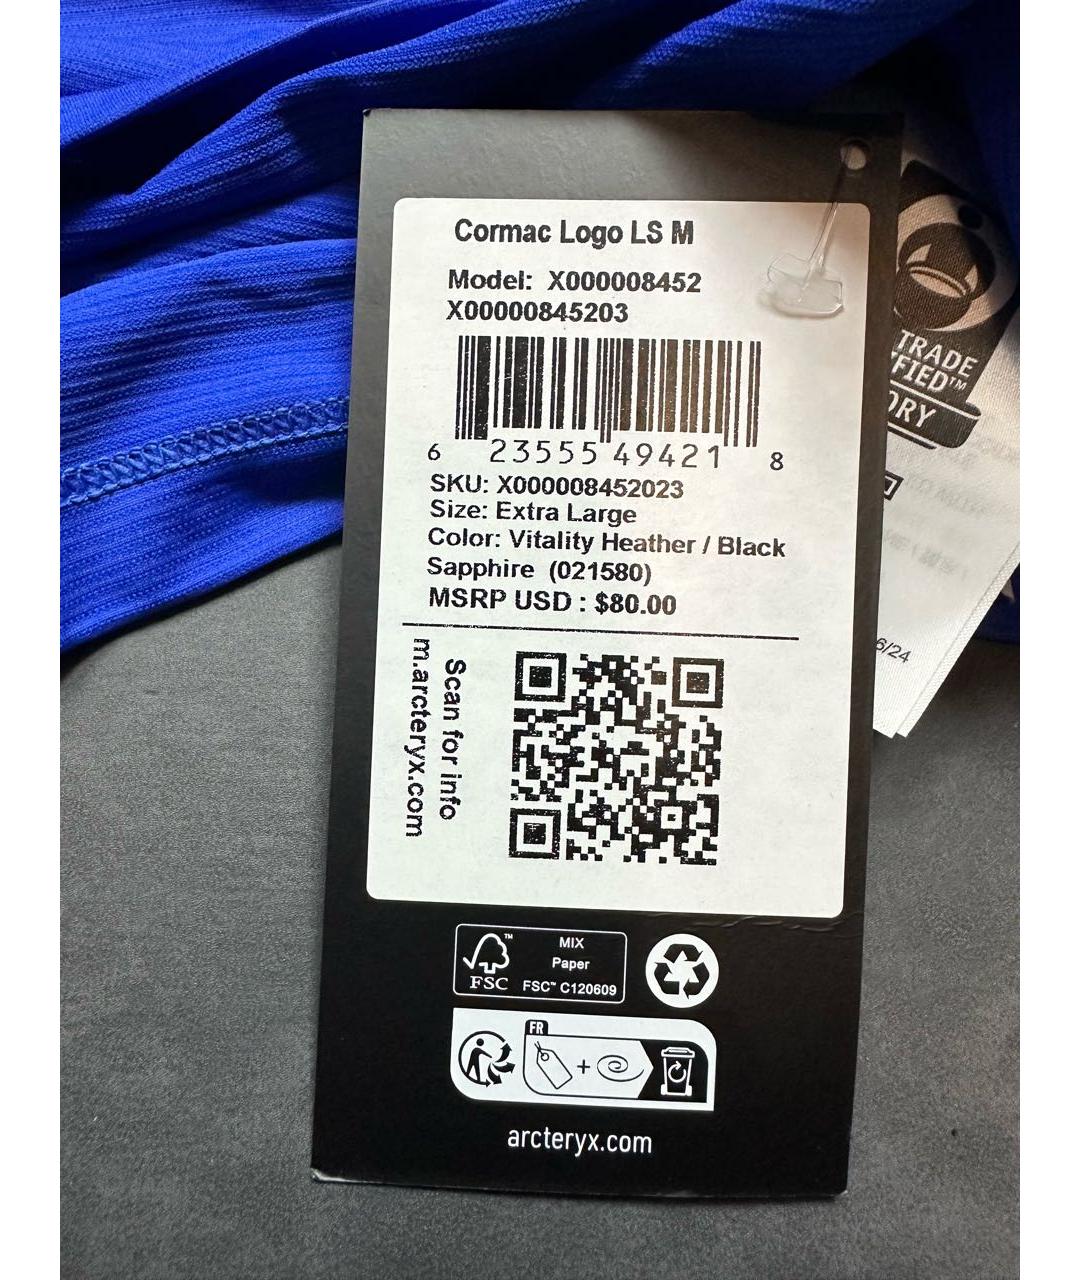 Cormac Logo LS M
Model: X000008452
X00000845203
6 23555 49421 8
SKU: X000008452023
Size: Extra Large
Color: Vitality Heather / Black
Sapphire (021580)
MSRP USD : $80.00
Scan for info
m.arcteryx.com
FSC™
MIX
Paper
FSC™ C120609
FR
arcteryx.com
TRADE
FIED™
ORY
6/24